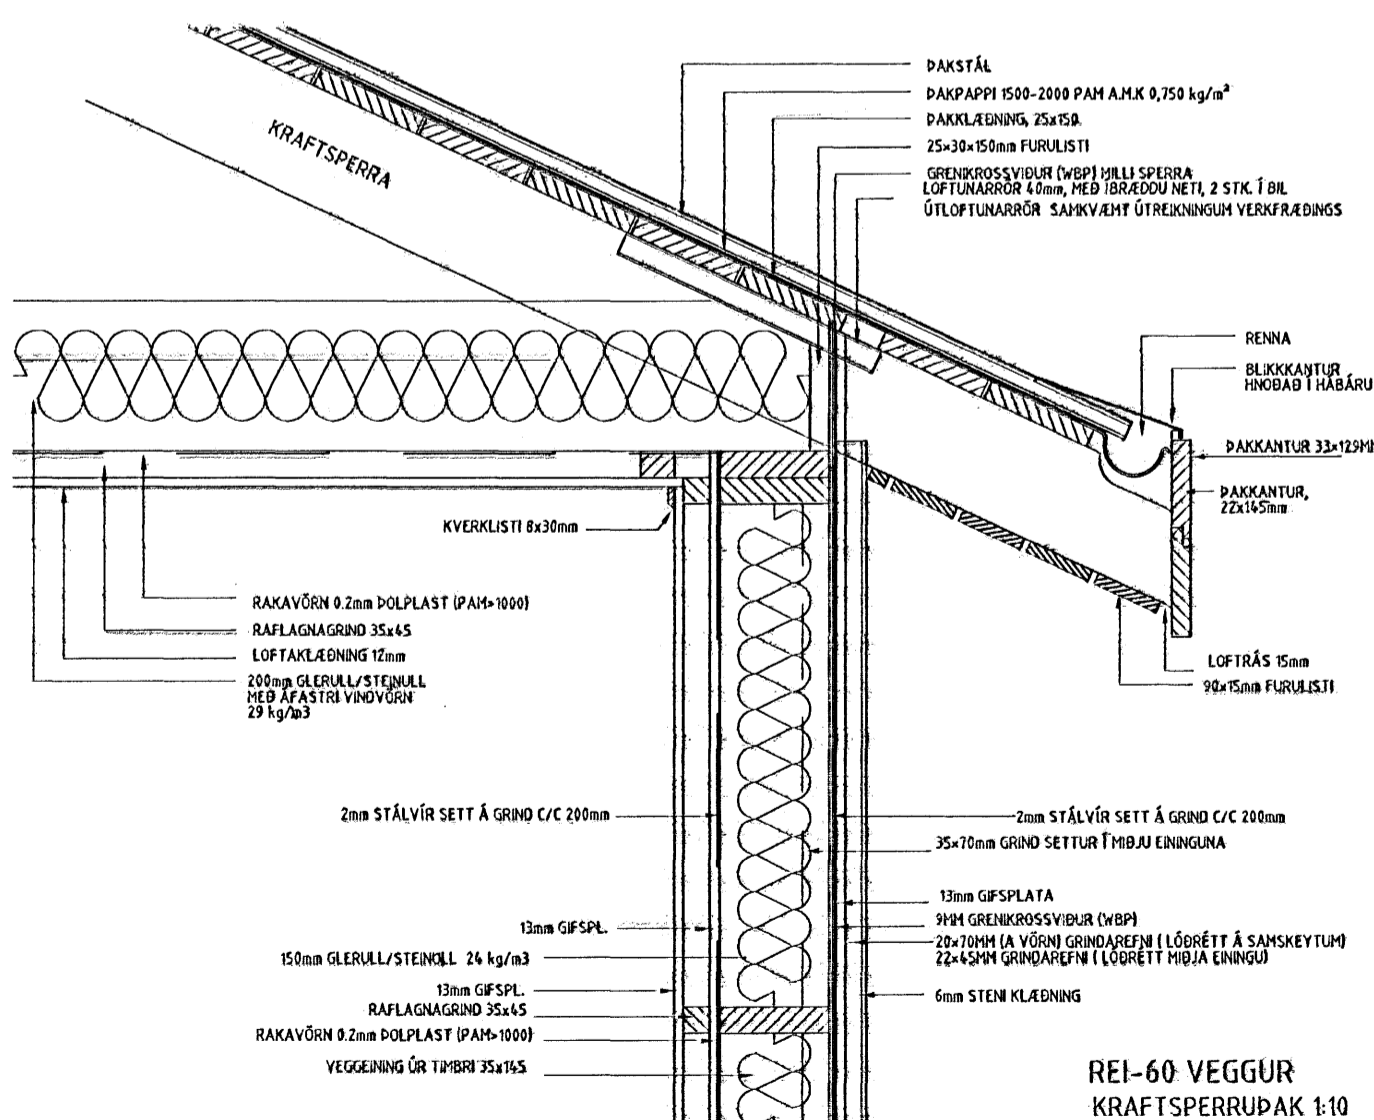 KRAFTSPERRA
ÞAKSTÁL
ÞAKPAPPI 1500-2000 PAM A.M.K 0,750 kg/m²
ÞAKKLÆÐNING, 25x150.
25x30x150mm FURULISTI
GRENIKROSSVIÐUR (WBP) MILLI SPERRA
LOFTUNARRÖR 40mm, MEÐ ÍBRÆDDU NETI, 2 STK. Í BIL
ÚTLOFTUNARRÖR SAMKVÆMT ÚTREIKNINGUM VERKFRÆÐINGS
RENNA
BLIKKKANTUR
HNOÐAÐ Í HÁBÁRU
ÞAKKANTUR 33x129MM
ÞAKKANTUR,
22x145mm
KVERKLISTI 8x30mm
RAKAVÖRN 0.2mm ÞOLPLAST (PAM>1000)
RAFLAGNAGRIND 35x45
LOFTAKLÆÐNING 12mm
200mm GLERULL/STEINULL
MEÐ ÁFASTRI VINDVÖRN
29 kg/m3
LOFTRÁS 15mm
90x15mm FURULISTI
2mm STÁLVÍR SETT Á GRIND C/C 200mm
2mm STÁLVÍR SETT Á GRIND C/C 200mm
35x70mm GRIND SETTUR Í MIÐJU EININGUNA
13mm GIFSPLATA
9MM GRENIKROSSVIÐUR (WBP)
20x70MM (A VÖRN) GRINDAREFNI ( LÓÐRÉTT Á SAMSKEYTUM)
22x45MM GRINDAREFNI ( LÓÐRÉTT MIÐJA EININGU)
6mm STENI KLÆÐNING
13mm GIFSPL.
150mm GLERULL/STEINULL 24 kg/m3
13mm GIFSPL.
RAFLAGNAGRIND 35x45
RAKAVÖRN 0.2mm ÞOLPLAST (PAM>1000)
VEGGEINING ÚR TIMBRI 35x145
REI-60 VEGGUR
KRAFTSPERRUÞAK 1:10